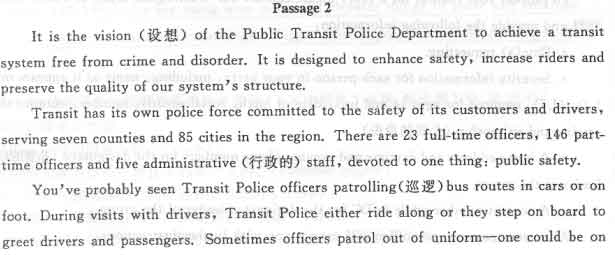 Passage 2
It is the vision (设想) of the Public Transit Police Department to achieve a transit
system free from crime and disorder. It is designed to enhance safety, increase riders and
preserve the quality of our system's structure.
Transit has its own police force committed to the safety of its customers and drivers,
serving seven counties and 85 cities in the region. There are 23 full-time officers, 146 part-
time officers and five administrative (行政的) staff, devoted to one thing: public safety.
You've probably seen Transit Police officers patrolling(巡逻)bus routes in cars or on
foot. During visits with drivers, Transit Police either ride along or they step on board to
greet drivers and passengers. Sometimes officers patrol out of uniform—one could be on